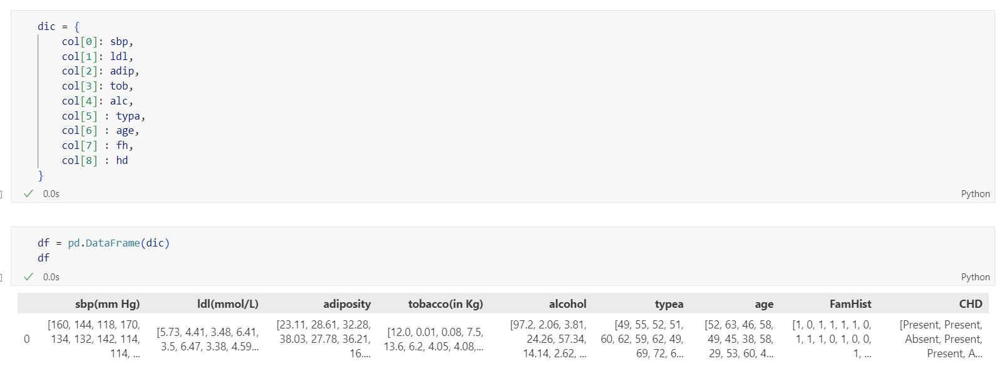 dic = {
col[0]: sbp,
col[1]: ldl,
col[2]: adip,
col[3]: tob,
col[4]: alc,
col[5] : typa,
col[6] : age,
col[7] : fh,
col[8] : hd
}
0.0s
Python
df = pd.DataFrame(dic)
df
0.0s
Python
sbp(mm Hg) ldl(mmol/L) adiposity tobacco(in Kg) alcohol typea age FamHist CHD
0
[160, 144, 118, 170,
134, 132, 142, 114,
114, ...
[5.73, 4.41, 3.48, 6.41,
3.5, 6.47, 3.38, 4.59...
[23.11, 28.61, 32.28,
38.03, 27.78, 36.21,
16....
[12.0, 0.01, 0.08, 7.5,
13.6, 6.2, 4.05, 4.08,...
[97.2, 2.06, 3.81,
24.26, 57.34,
14.14, 2.62, ...
[49, 55, 52, 51,
60, 62, 59, 62, 49,
69, 72, 6...
[52, 63, 46, 58,
49, 45, 38, 58,
29, 53, 60, 4...
[1, 0, 1, 1, 1, 1, 0,
1, 1, 1, 0, 1, 0, 0,
1, ...
[Present, Present,
Absent, Present,
Present, A...